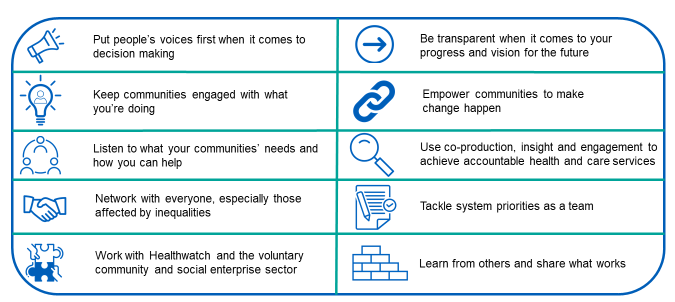 Put people's voices first when it comes to
decision making
Be transparent when it comes to your
progress and vision for the future
Keep communities engaged with what
you're doing
Empower communities to make
change happen
Listen to what your communities' needs and
how you can help
Use co-production, insight and engagement to
achieve accountable health and care services
Network with everyone, especially those
affected by inequalities
Tackle system priorities as a team
Work with Healthwatch and the voluntary
community and social enterprise sector
Learn from others and share what works